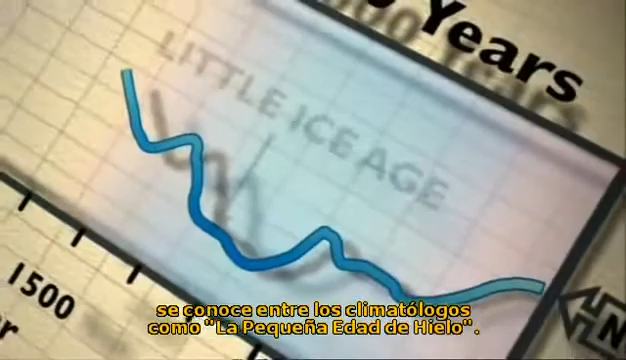 Years
LITTLE ICE AGE
1500
se conoce entre los climatólogos
como "La Pequeña Edad de Hielo".